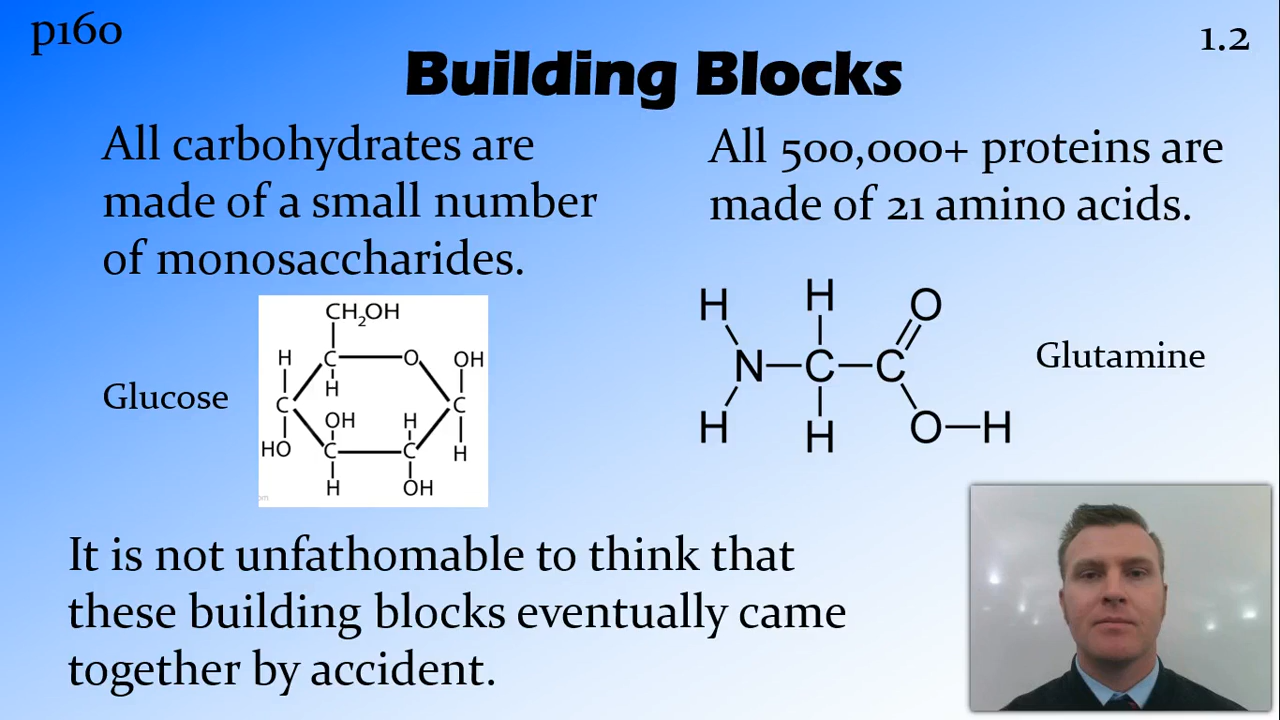 p160
1.2
Building Blocks
All carbohydrates are
made of a small number
of monosaccharides.
All 500,000+ proteins are
made of 21 amino acids.
Glucose
CH2OH
H C O OH
H
C OH H C
HO C C H
H OH
om
H H O
N—C—C
H H O—H
Glutamine
It is not unfathomable to think that
these building blocks eventually came
together by accident.